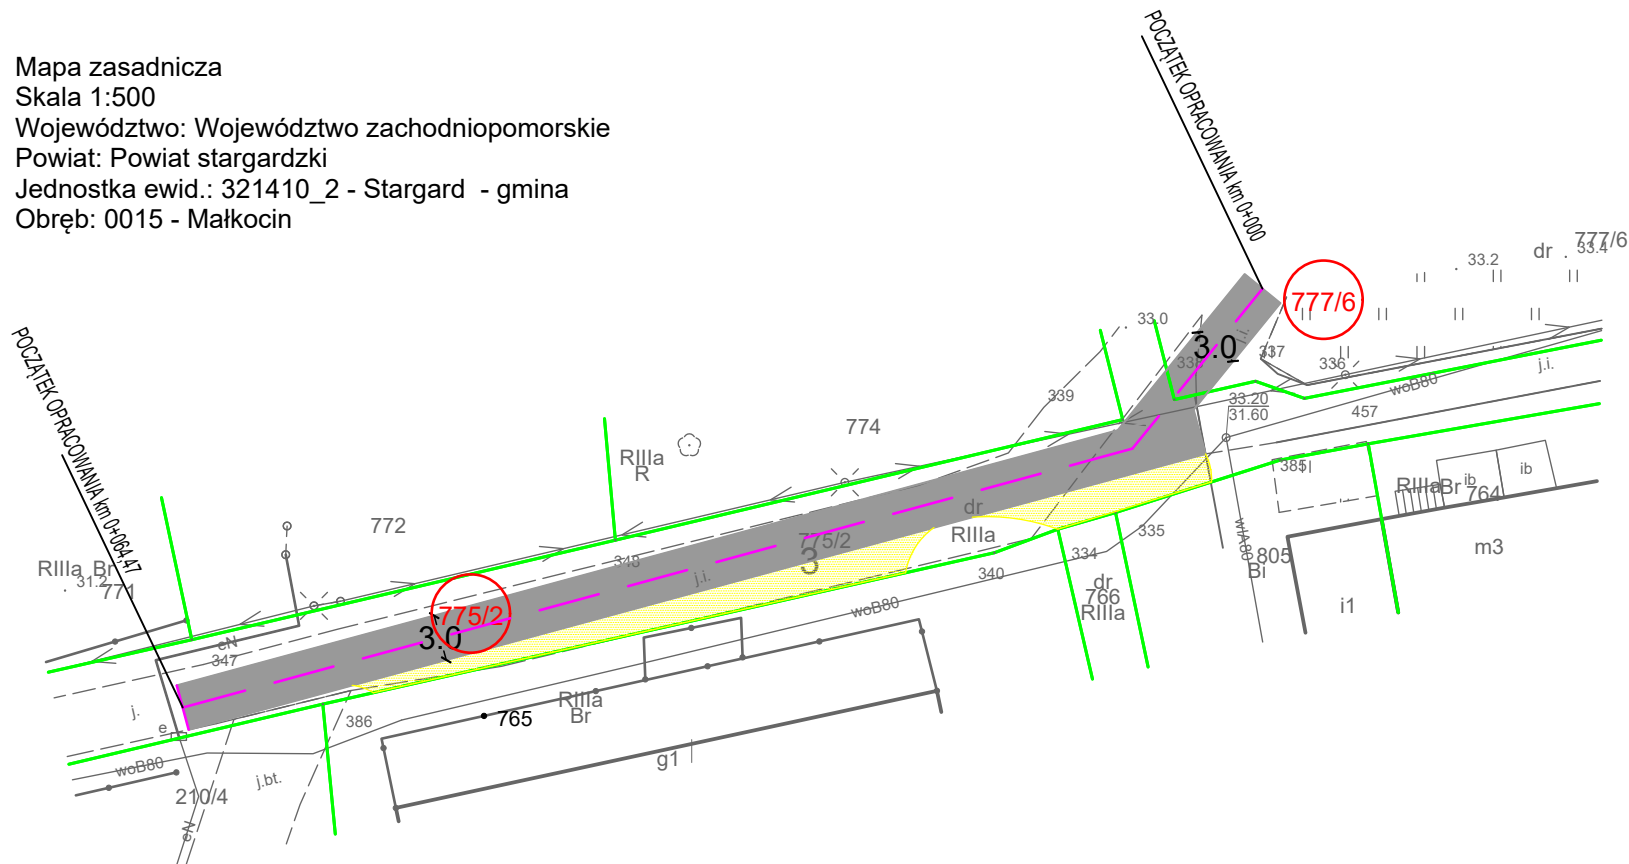 Mapa zasadnicza
Skala 1:500
Województwo: Województwo zachodniopomorskie
Powiat: Powiat stargardzki
Jednostka ewid.: 321410_2 - Stargard  - gmina
Obręb: 0015 - Małkocin
POCZĄTEK OPRACOWANIA km 0+000
777/6
dr
33.4
33.2
777/6
33.0
3.0
j.i.
338
337
336
j.i.
woB80
339
33.20
31.60
457
774
RIIIa
R
385
ib
ib
RIIIaBr
764
POCZĄTEK OPRACOWANIA km 0+064,47
772
dr
RIIIa
775/2
3
335
wIA80
m3
348
j.i.
334
805
Bi
RIIIa Br
31.2
771
340
dr
766
RIIIa
i1
775/2
3.0
woB80
eN
347
RIIIa
Br
j.
386
765
e
g1
woB80
j.bt.
210/4
eN